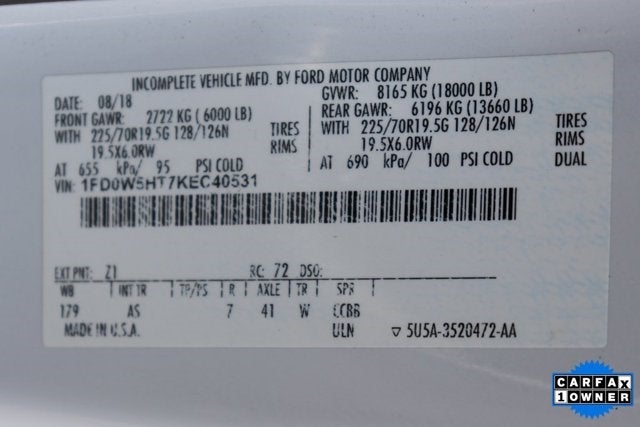 INCOMPLETE VEHICLE MFD. BY FORD MOTOR COMPANY
DATE: 08/18 GVWR: 8165 KG (18000 LB)
FRONT GAWR: 2722 KG ( 6000 LB) REAR GAWR: 6196 KG (13660 LB)
WITH 225/70R19.5G 128/126N TIRES WITH 225/70R19.5G 128/126N TIRES
19.5X6.0RW RIMS 19.5X6.0RW RIMS
AT 655 kPa/ 95 PSI COLD AT 690 kPa/ 100 PSI COLD DUAL
VIN: 1FD0W5HT7KEC40531
EXT PNT: Z1 RC: 72 DSO:
WB INT TR TP/PS R AXLE TR SPR
179 AS 7 41 W CCBB
MADE IN U.S.A. ULN ▽ 5U5A-3520472-AA
CARFAX
1 OWNER